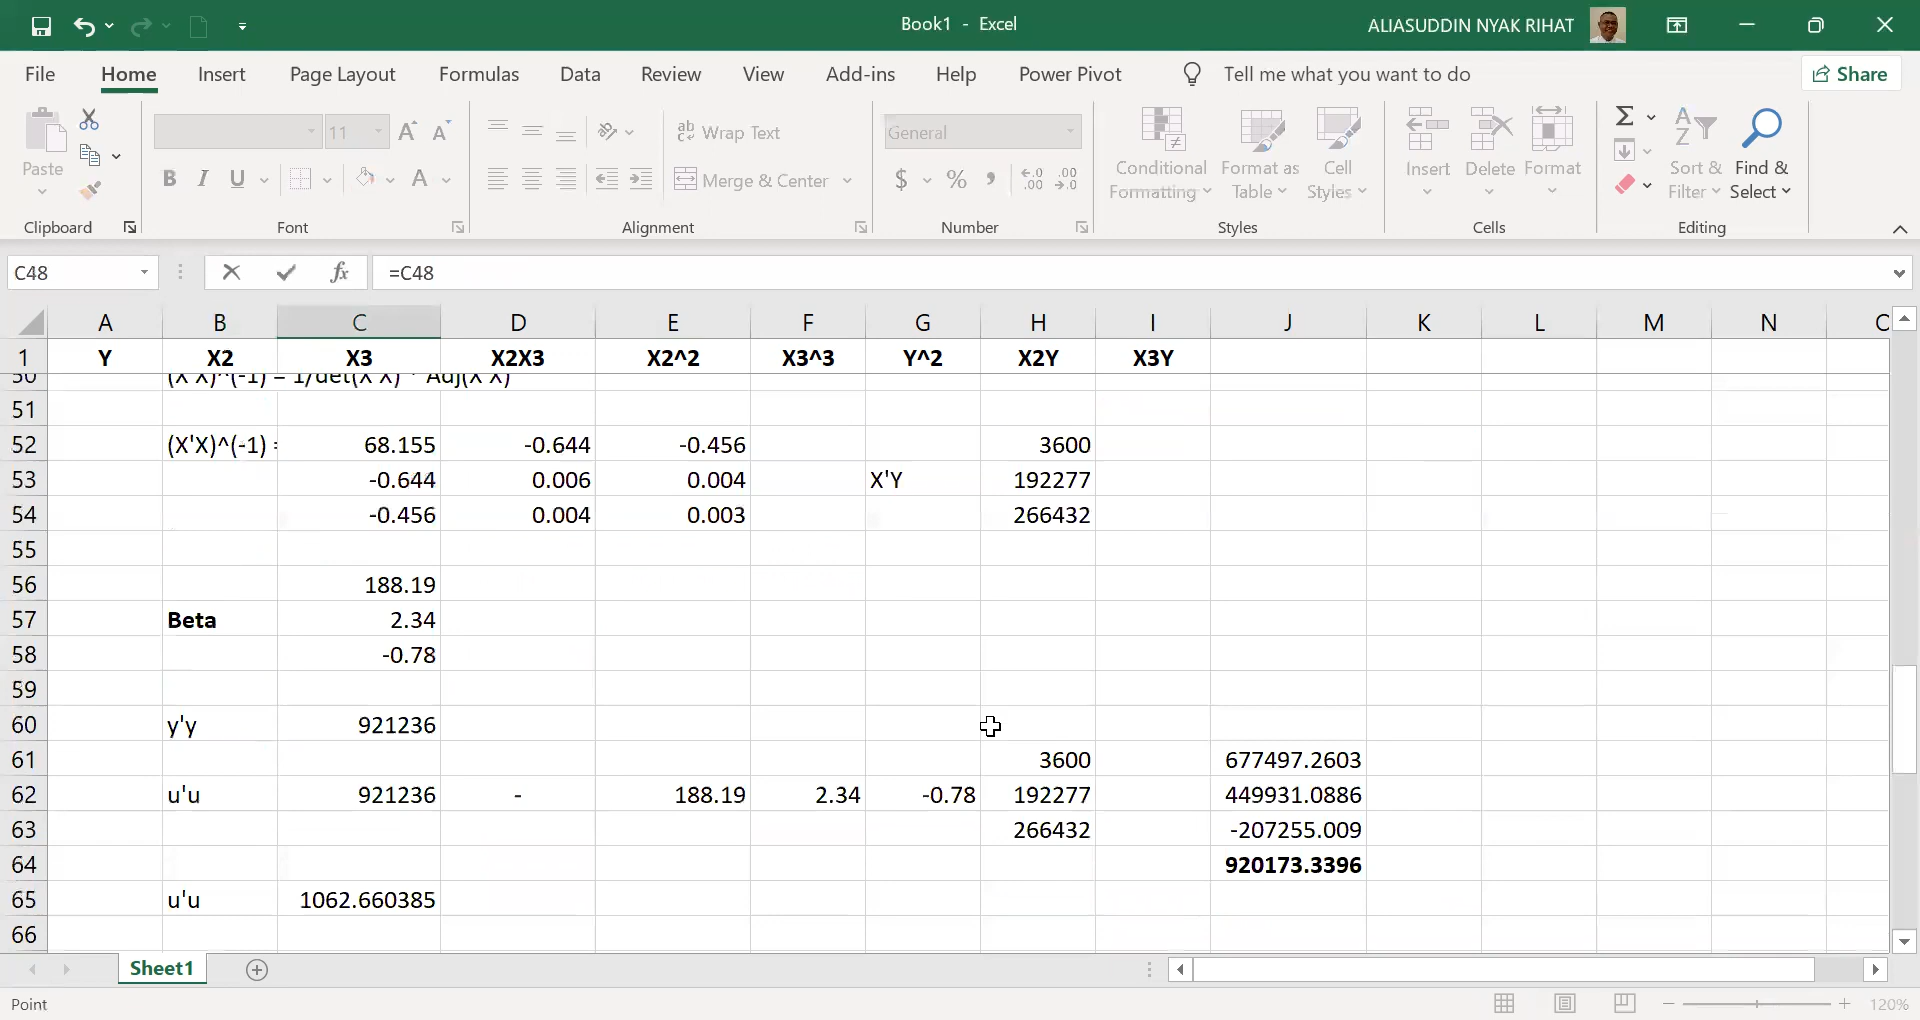 Book1 - Excel
ALIASUDDIN NYAK RIHAT
File Home Insert Page Layout Formulas Data Review View Add-ins Help Power Pivot Tell me what you want to do Share
Paste
11
ab Wrap Text
Merge & Center
General
Conditional Formatting
Format as Table
Cell Styles
Insert Delete Format
Sort & Filter
Find & Select
Clipboard Font Alignment Number Styles Cells Editing
C48 fx =C48
A B C D E F G H I J K L M N
1 Y X2 X3 X2X3 X2^2 X3^3 Y^2 X2Y X3Y
50 (X'X)^(-1) = 1/det(X'X) * Adj(X'X)
51
52 (X'X)^(-1) = 68.155 -0.644 -0.456 3600
53 -0.644 0.006 0.004 X'Y 192277
54 -0.456 0.004 0.003 266432
55
56 188.19
57 Beta 2.34
58 -0.78
59
60 y'y 921236
61 3600 677497.2603
62 u'u 921236 - 188.19 2.34 -0.78 192277 449931.0886
63 266432 -207255.009
64 920173.3396
65 u'u 1062.660385
66
Sheet1
Point 120%